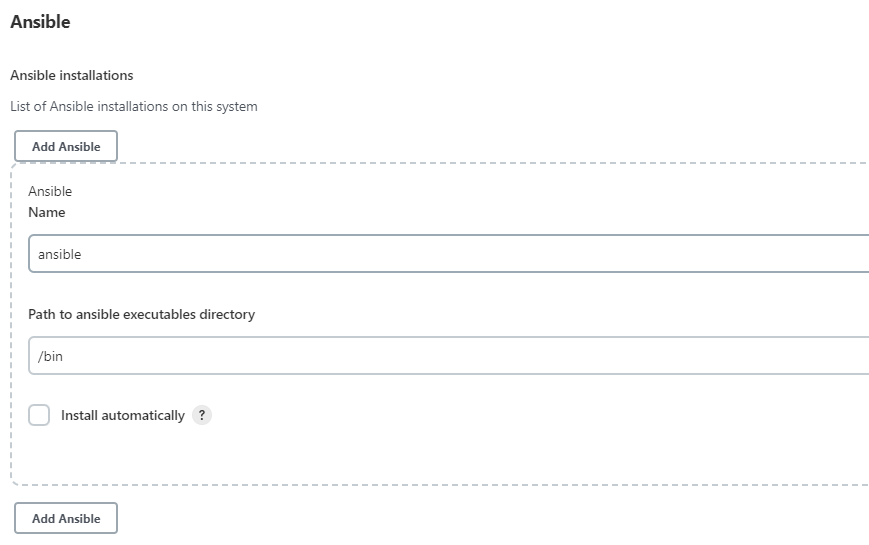 Ansible
Ansible installations
List of Ansible installations on this system
Add Ansible
Ansible
Name
ansible
Path to ansible executables directory
/bin
Install automatically ?
Add Ansible